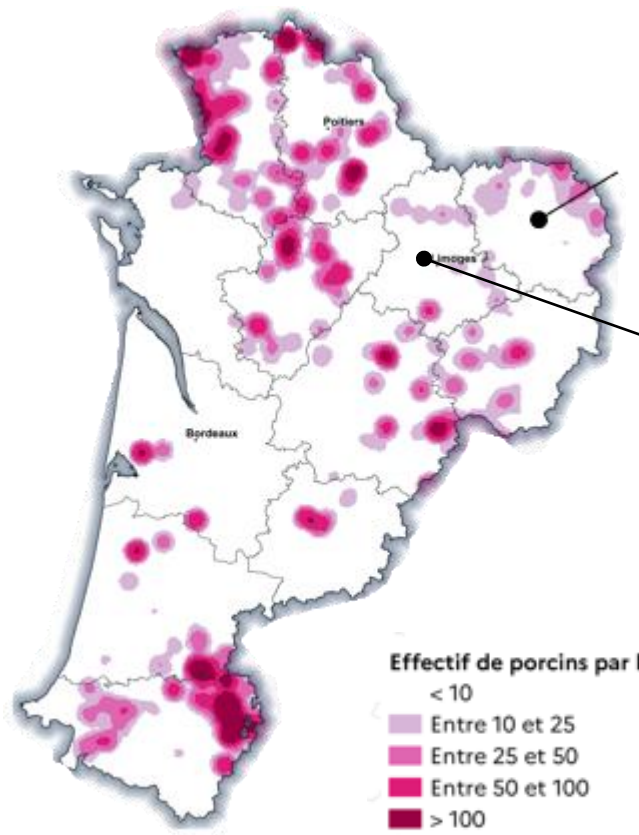 Poitiers
Limoges
Bordeaux
Effectif de porcins par
< 10
Entre 10 et 25
Entre 25 et 50
Entre 50 et 100
> 100